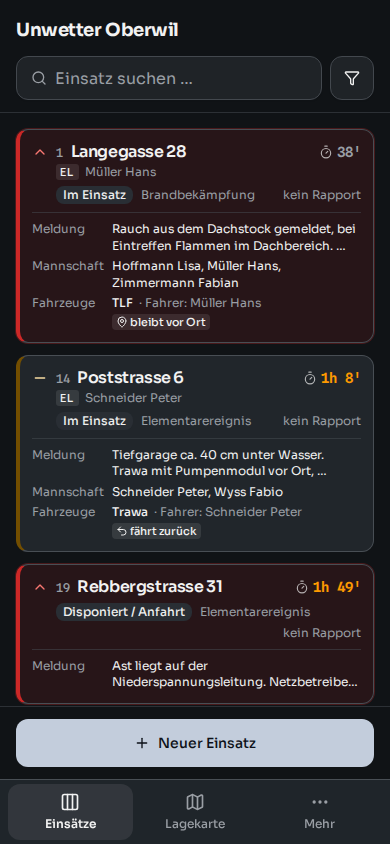 Unwetter Oberwil
Einsatz suchen ...
1 Langegasse 28 38'
EL Müller Hans
Im Einsatz Brandbekämpfung kein Rapport
Meldung Rauch aus dem Dachstock gemeldet, bei
Eintreffen Flammen im Dachbereich. ...
Mannschaft Hoffmann Lisa, Müller Hans,
Zimmermann Fabian
Fahrzeuge TLF · Fahrer: Müller Hans
bleibt vor Ort
14 Poststrasse 6 1h 8'
EL Schneider Peter
Im Einsatz Elementarereignis kein Rapport
Meldung Tiefgarage ca. 40 cm unter Wasser.
Trawa mit Pumpenmodul vor Ort, ...
Mannschaft Schneider Peter, Wyss Fabio
Fahrzeuge Trawa · Fahrer: Schneider Peter
fährt zurück
19 Rebbergstrasse 31 1h 49'
Disponiert / Anfahrt Elementarereignis
kein Rapport
Meldung Ast liegt auf der
Niederspannungsleitung. Netzbetreibe...
+ Neuer Einsatz
Einsätze Lagekarte Mehr